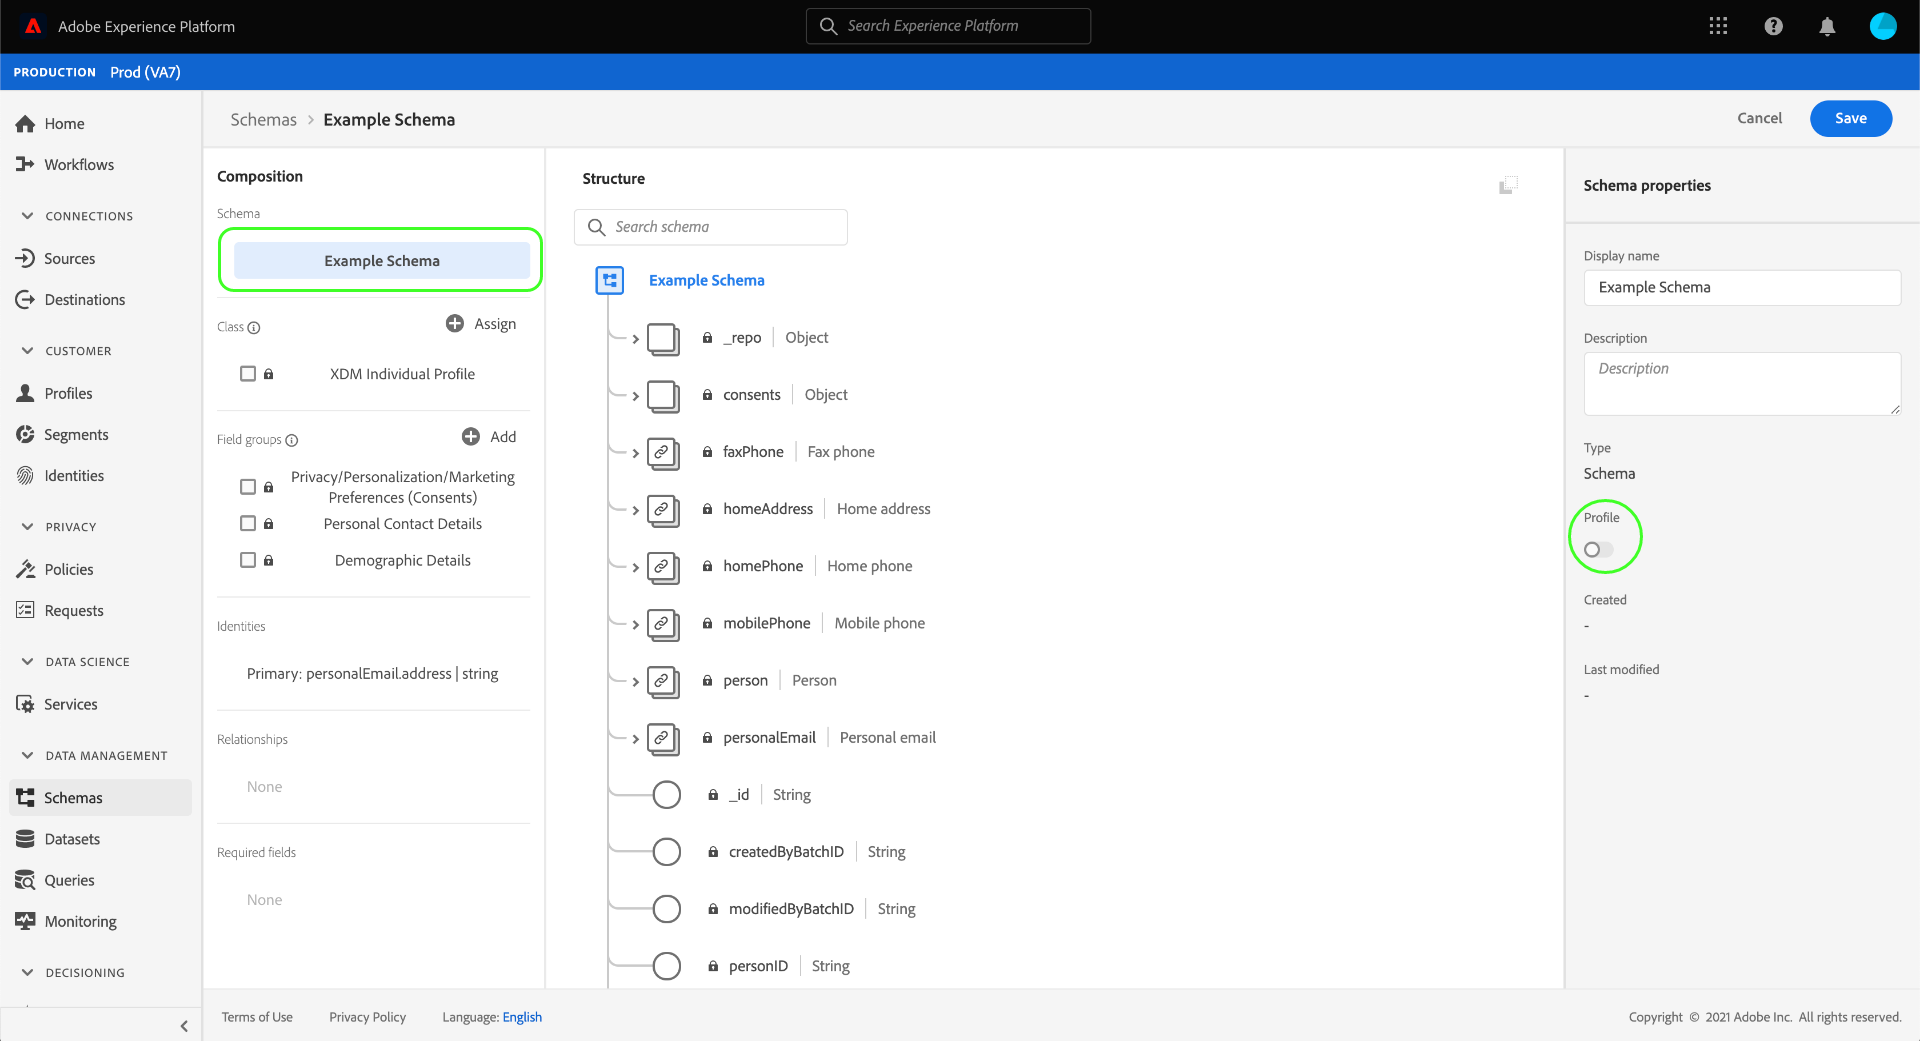 Adobe Experience Platform
Search Experience Platform
PRODUCTION Prod (VA7)
Home
Workflows
CONNECTIONS
Sources
Destinations
CUSTOMER
Profiles
Segments
Identities
PRIVACY
Policies
Requests
DATA SCIENCE
Services
DATA MANAGEMENT
Schemas
Datasets
Queries
Monitoring
DECISIONING
Schemas > Example Schema
Cancel
Save
Composition
Schema
Example Schema
Class
Assign
XDM Individual Profile
Field groups
Add
Privacy/Personalization/Marketing
Preferences (Consents)
Personal Contact Details
Demographic Details
Identities
Primary: personalEmail.address | string
Relationships
None
Required fields
None
Structure
Search schema
Example Schema
_repo | Object
consents | Object
faxPhone | Fax phone
homeAddress | Home address
homePhone | Home phone
mobilePhone | Mobile phone
person | Person
personalEmail | Personal email
_id | String
createdByBatchID | String
modifiedByBatchID | String
personID | String
Schema properties
Display name
Example Schema
Description
Description
Type
Schema
Profile
Created
-
Last modified
-
Terms of Use
Privacy Policy
Language: English
Copyright © 2021 Adobe Inc. All rights reserved.